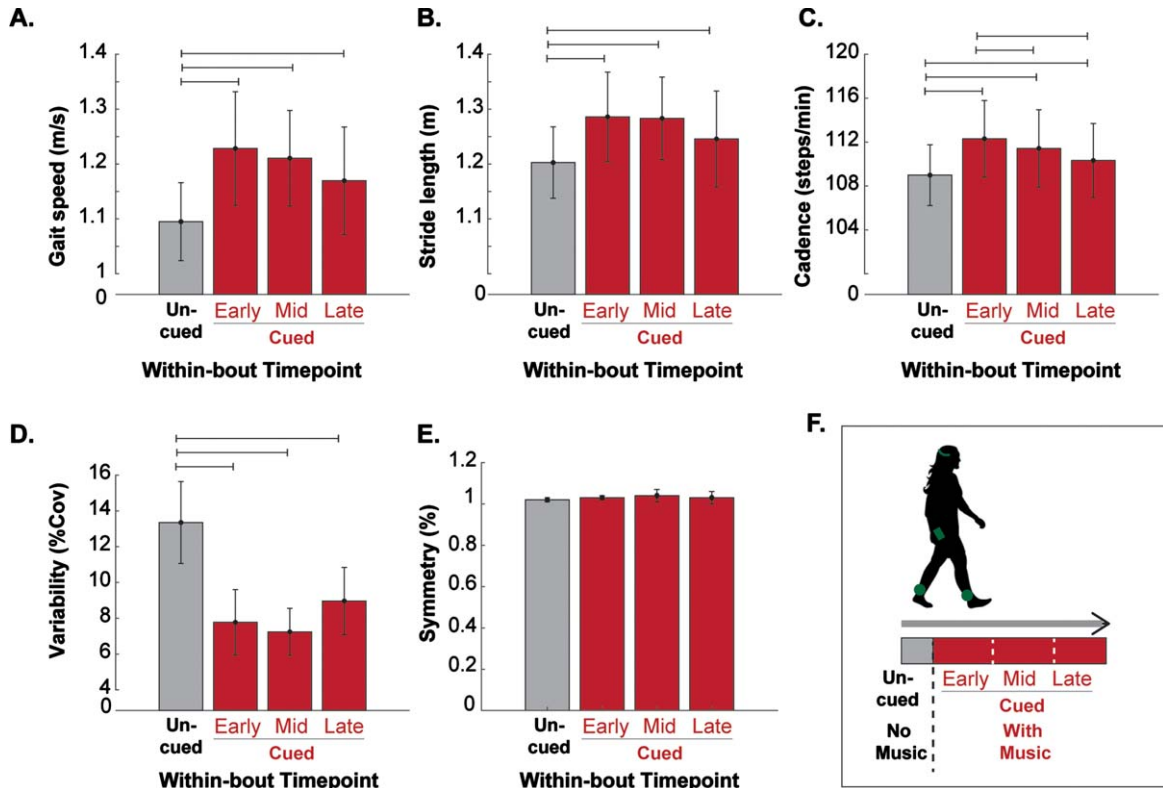 A.
Gait speed (m/s)
1.4
1.3
1.2
1.1
1
0
Un-
cued
Early Mid Late
Cued
Within-bout Timepoint
B.
Stride length (m)
1.4
1.3
1.2
1.1
0
Un-
cued
Early Mid Late
Cued
Within-bout Timepoint
C.
Cadence (steps/min)
120
116
112
108
104
0
Un-
cued
Early Mid Late
Cued
Within-bout Timepoint
D.
Variability (%Cov)
16
14
12
10
8
6
4
0
Un-
cued
Early Mid Late
Cued
Within-bout Timepoint
E.
Symmetry (%)
1.2
1
0.8
0.6
0.4
0.2
0
Un-
cued
Early Mid Late
Cued
Within-bout Timepoint
F.
Un-
cued
Early Mid Late
Cued
No
Music
With
Music